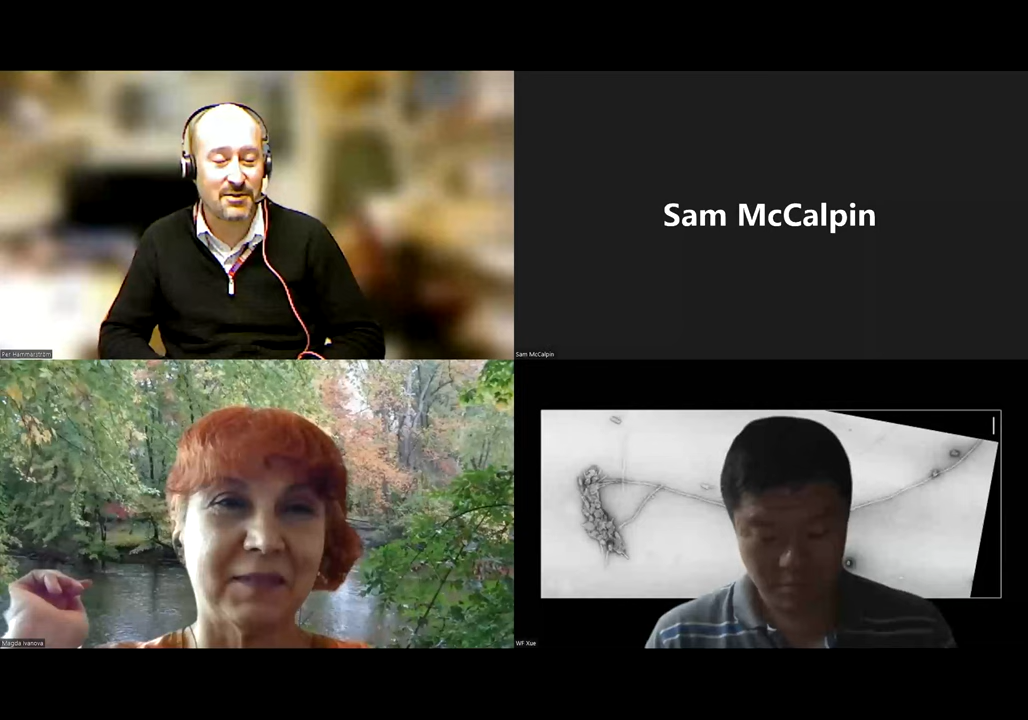 Sam McCalpin
Per Hammarström
Sam McCalpin
Magda Ivanova
WF Xue